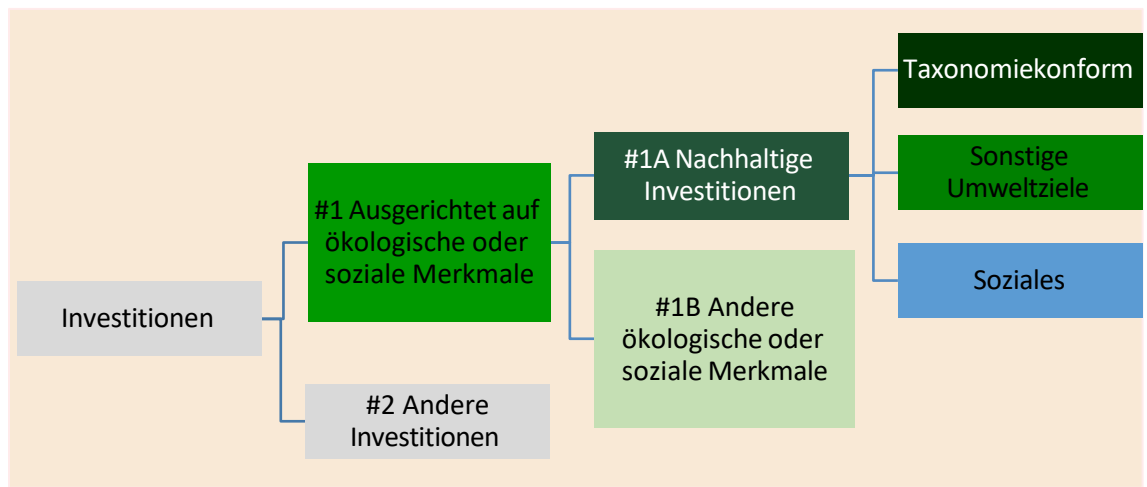 Investitionen
#1 Ausgerichtet auf
ökologische oder
soziale Merkmale
#2 Andere
Investitionen
#1A Nachhaltige
Investitionen
#1B Andere
ökologische oder
soziale Merkmale
Taxonomiekonform
Sonstige
Umweltziele
Soziales